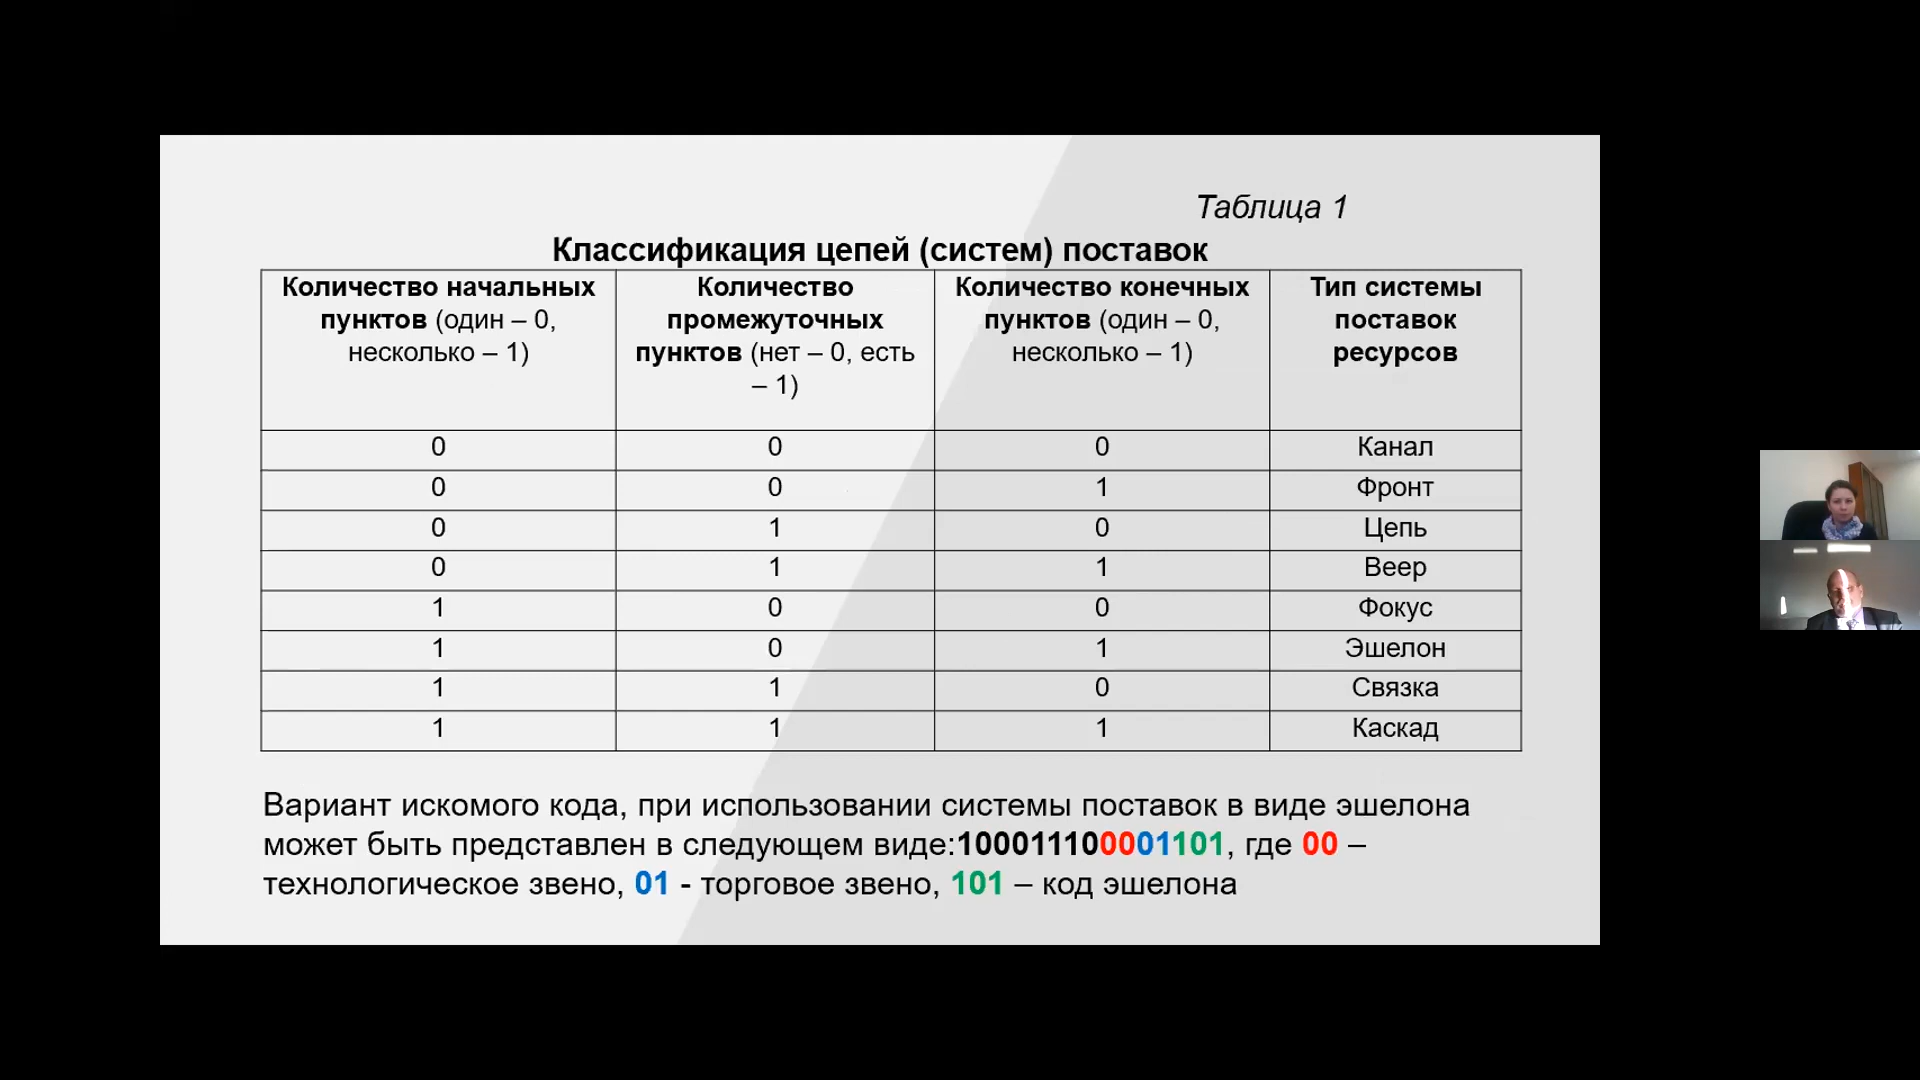 Таблица 1
Классификация цепей (систем) поставок
Количество начальных
пунктов (один – 0,
несколько – 1)
Количество
промежуточных
пунктов (нет – 0, есть
– 1)
Количество конечных
пунктов (один – 0,
несколько – 1)
Тип системы
поставок
ресурсов
0 0 0 Канал
0 0 1 Фронт
0 1 0 Цепь
0 1 1 Веер
1 0 0 Фокус
1 0 1 Эшелон
1 1 0 Связка
1 1 1 Каскад
Вариант искомого кода, при использовании системы поставок в виде эшелона
может быть представлен в следующем виде:100011100001101, где 00 –
технологическое звено, 01 - торговое звено, 101 – код эшелона